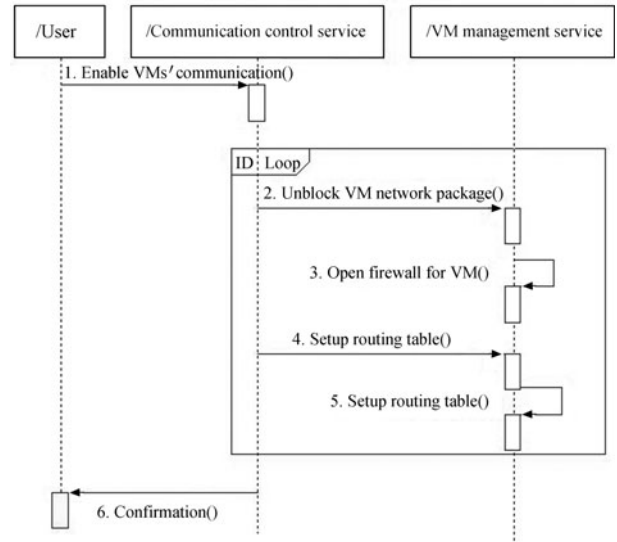 /User
/Communication control service
/VM management service
1. Enable VMs' communication()
ID Loop
2. Unblock VM network package()
3. Open firewall for VM()
4. Setup routing table()
5. Setup routing table()
6. Confirmation()